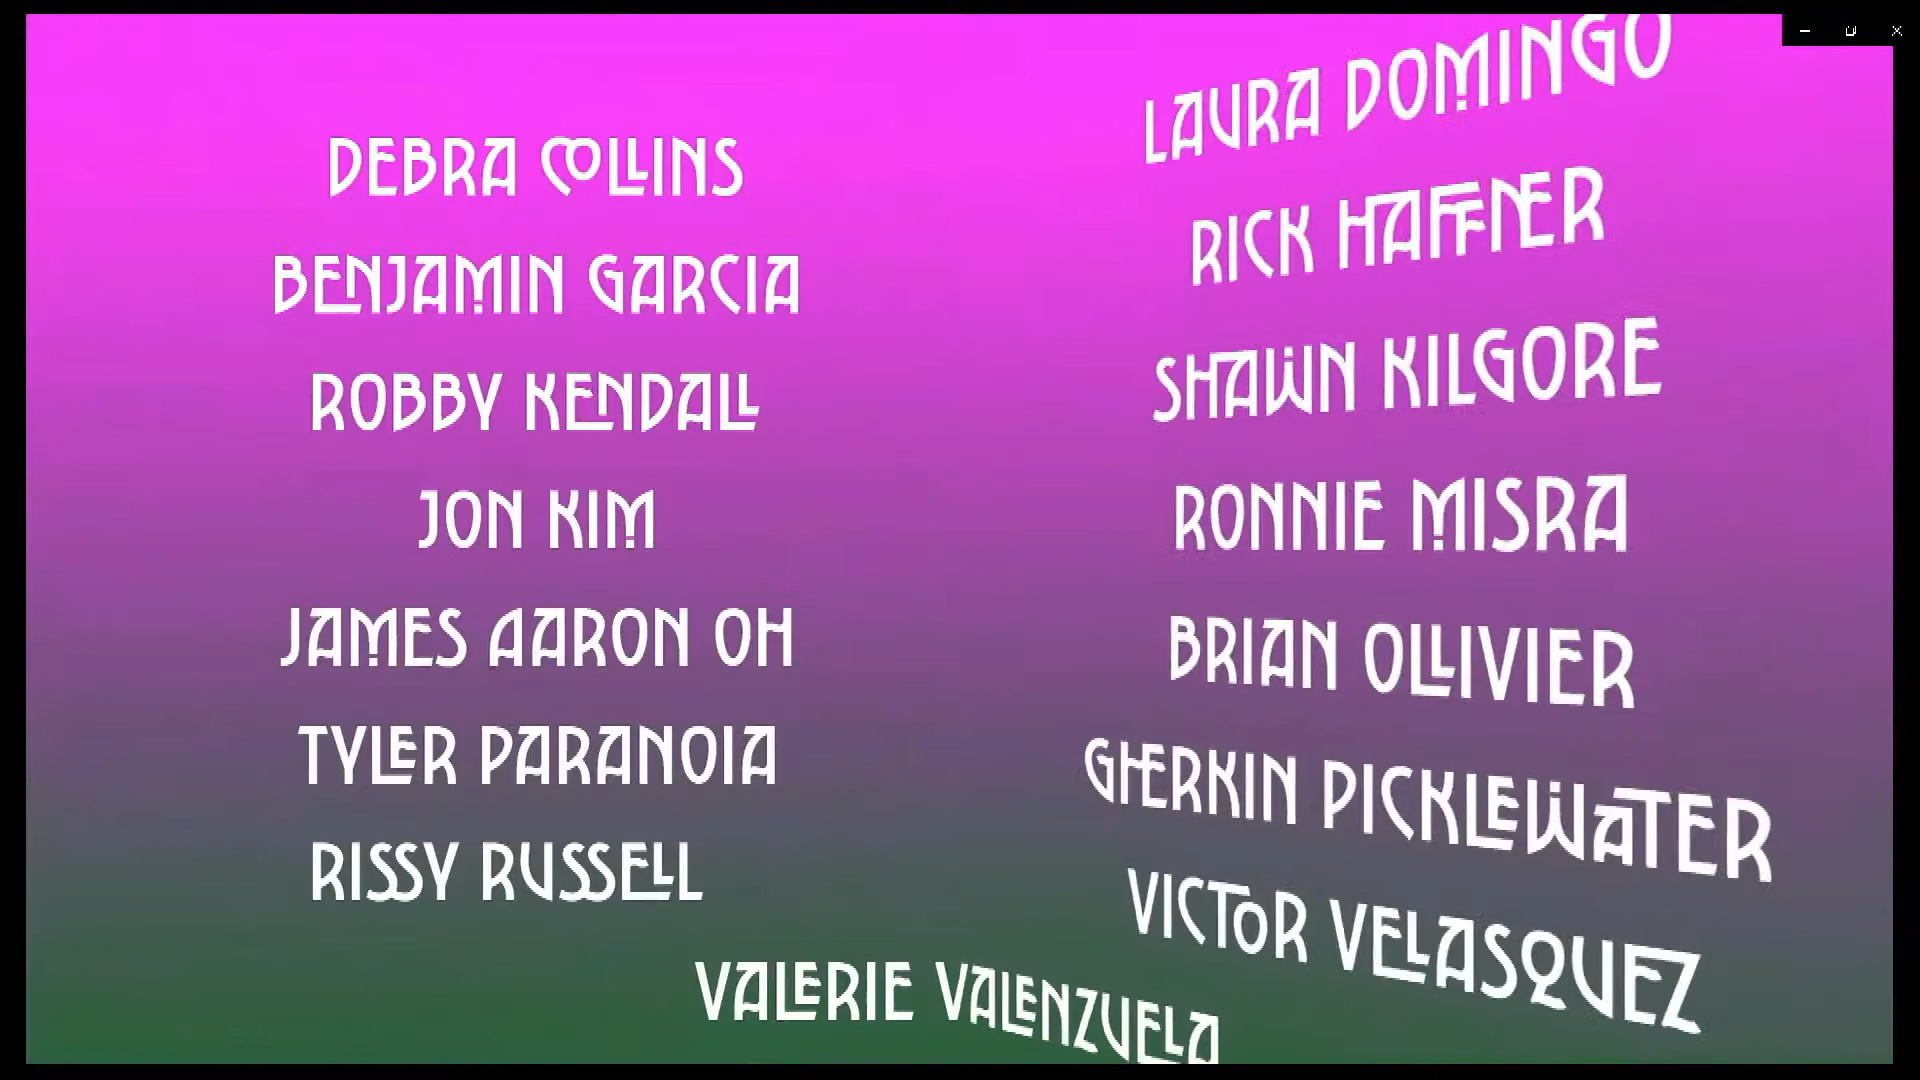 DEBRA COLLINS
BENJAMIN GARCIA
ROBBY KENDALL
JON KIM
JAMES AARON OH
TYLER PARANOIA
RISSY RUSSELL
LAURA DOMINGO
RICK HAFFNER
SHAWN KILGORE
RONNIE MISRA
BRIAN OLLIVIER
GHERKIN PICKLEWATER
VICTOR VELASQUEZ
VALERIE VALENZUELA